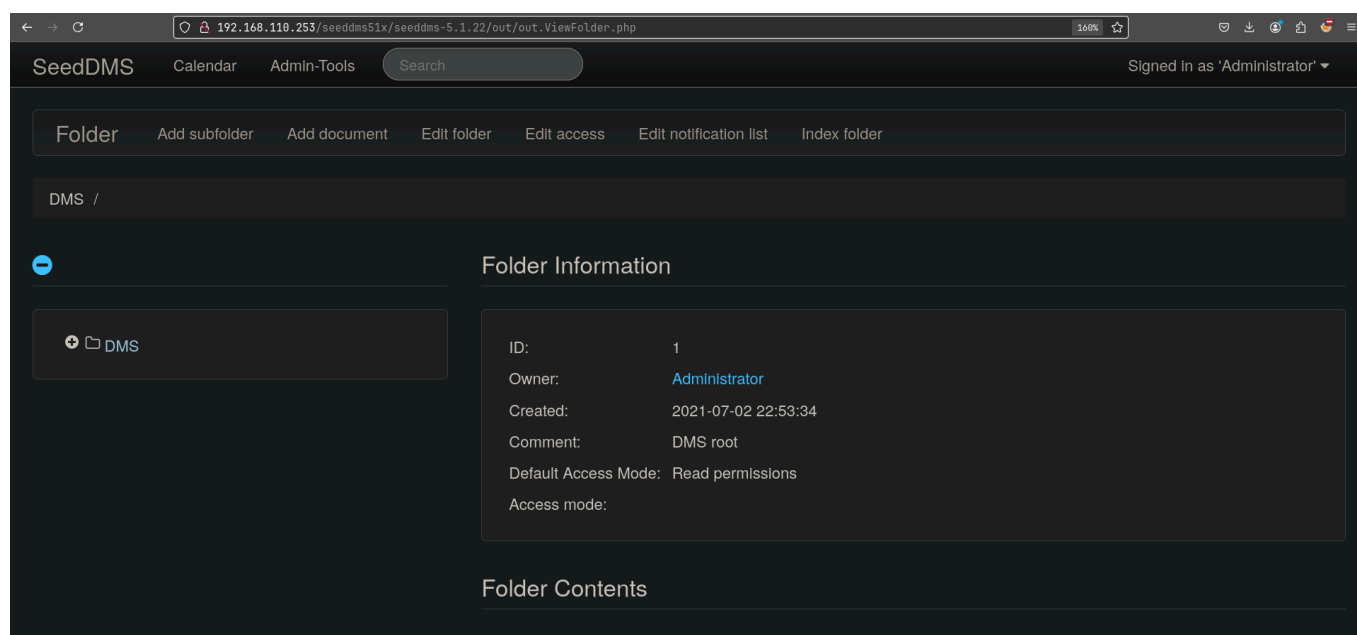 192.168.110.253/seeddms51x/seeddms-5.1.22/out/out.ViewFolder.php 160%
SeedDMS Calendar Admin-Tools Search Signed in as 'Administrator'
Folder Add subfolder Add document Edit folder Edit access Edit notification list Index folder
DMS /
Folder Information
DMS
ID: 1
Owner: Administrator
Created: 2021-07-02 22:53:34
Comment: DMS root
Default Access Mode: Read permissions
Access mode:
Folder Contents